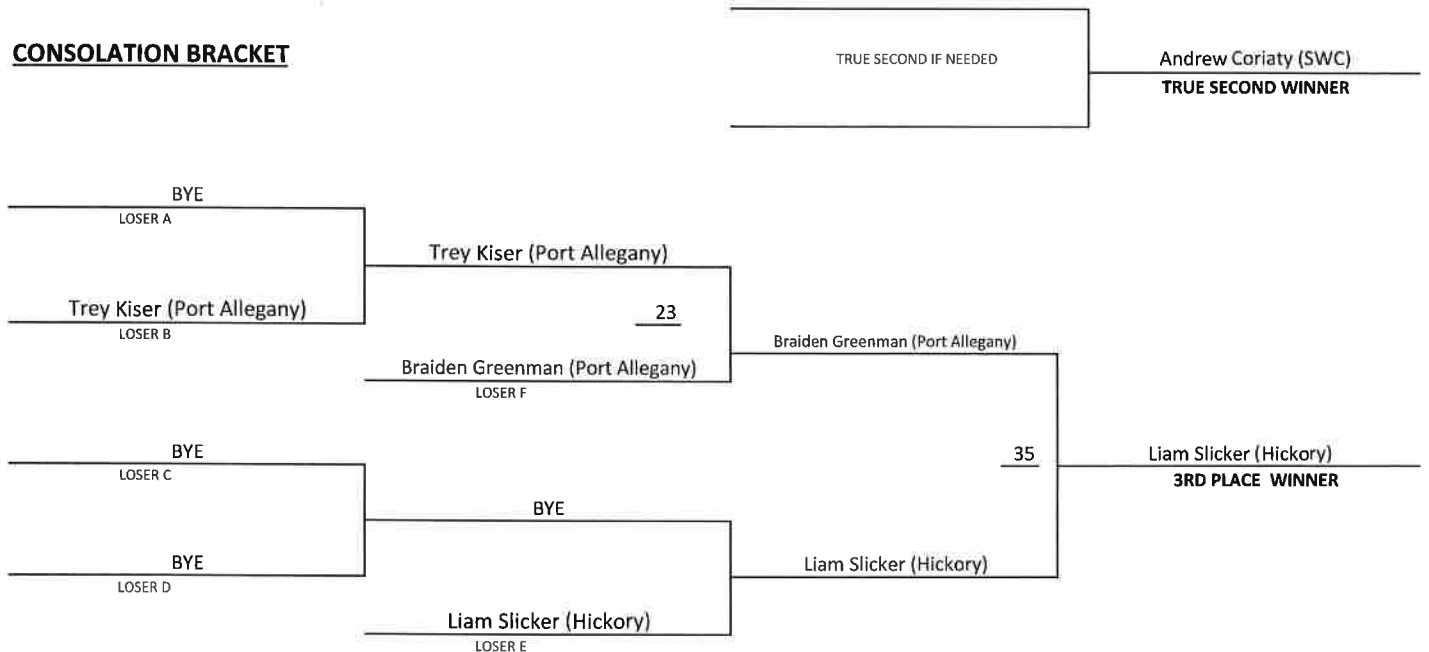 CONSOLATION BRACKET
TRUE SECOND IF NEEDED
Andrew Coriaty (SWC)
TRUE SECOND WINNER
BYE
LOSER A
Trey Kiser (Port Allegany)
Trey Kiser (Port Allegany)
LOSER B
23
Braiden Greenman (Port Allegany)
Braiden Greenman (Port Allegany)
LOSER F
BYE
LOSER C
35
Liam Slicker (Hickory)
3RD PLACE WINNER
BYE
BYE
LOSER D
Liam Slicker (Hickory)
Liam Slicker (Hickory)
LOSER E